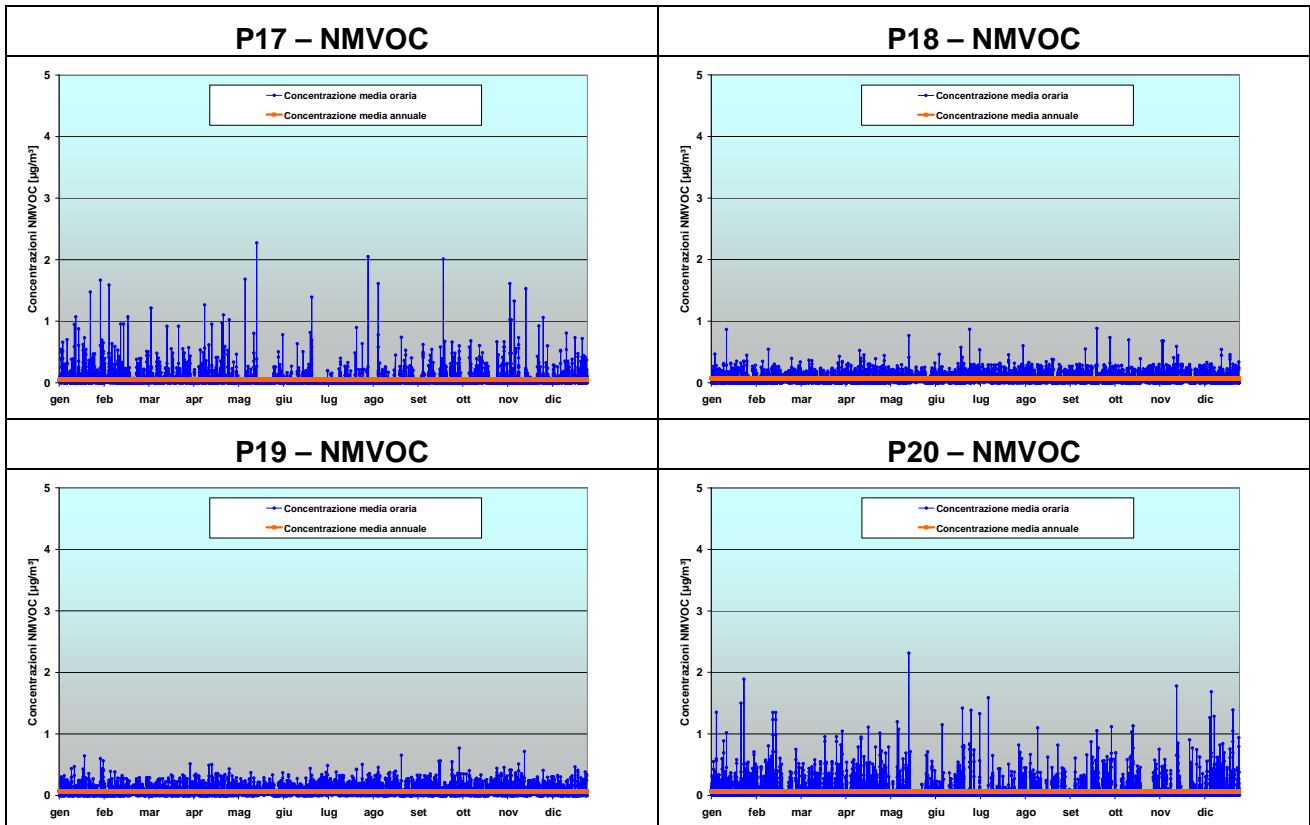 P17 – NMVOC
P18 – NMVOC
Concentrazioni NMVOC [µg/m³]
5
4
3
2
1
0
Concentrazione media oraria
Concentrazione media annuale
gen feb mar apr mag giu lug ago set ott nov dic
Concentrazioni NMVOC [µg/m³]
5
4
3
2
1
0
Concentrazione media oraria
Concentrazione media annuale
gen feb mar apr mag giu lug ago set ott nov dic
P19 – NMVOC
P20 – NMVOC
Concentrazioni NMVOC [µg/m³]
5
4
3
2
1
0
Concentrazione media oraria
Concentrazione media annuale
gen feb mar apr mag giu lug ago set ott nov dic
Concentrazioni NMVOC [µg/m³]
5
4
3
2
1
0
Concentrazione media oraria
Concentrazione media annuale
gen feb mar apr mag giu lug ago set ott nov dic